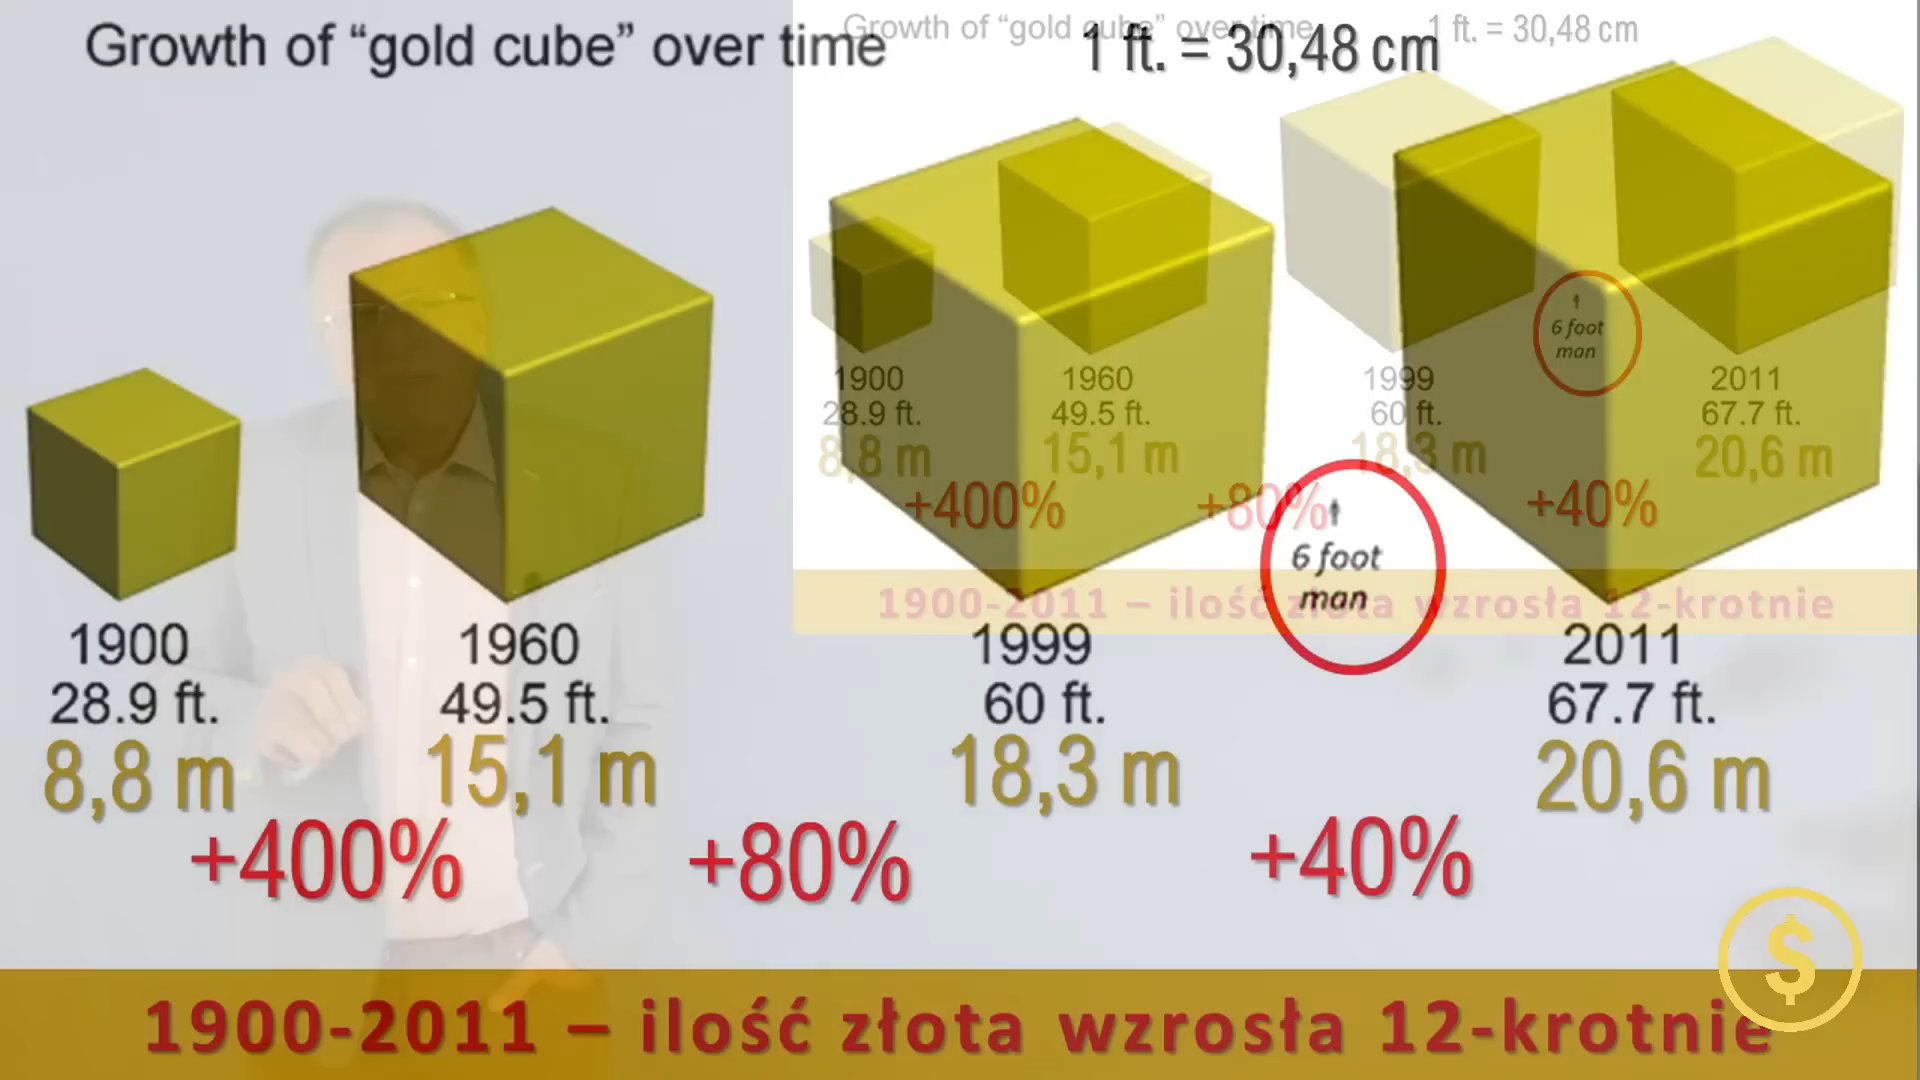 Growth of “gold cube” over time
1 ft. = 30,48 cm
Growth of “gold cube” over time
1 ft. = 30,48 cm
6 foot
man
1900
28.9 ft.
8,8 m
1960
49.5 ft.
15,1 m
1999
60 ft.
18,3 m
2011
67.7 ft.
20,6 m
+400%
+80%
+40%
1900-2011 – ilość złota wzrosła 12-krotnie
6 foot
man
1900
28.9 ft.
8,8 m
1960
49.5 ft.
15,1 m
1999
60 ft.
18,3 m
2011
67.7 ft.
20,6 m
+400%
+80%
+40%
1900-2011 – ilość złota wzrosła 12-krotnie
$